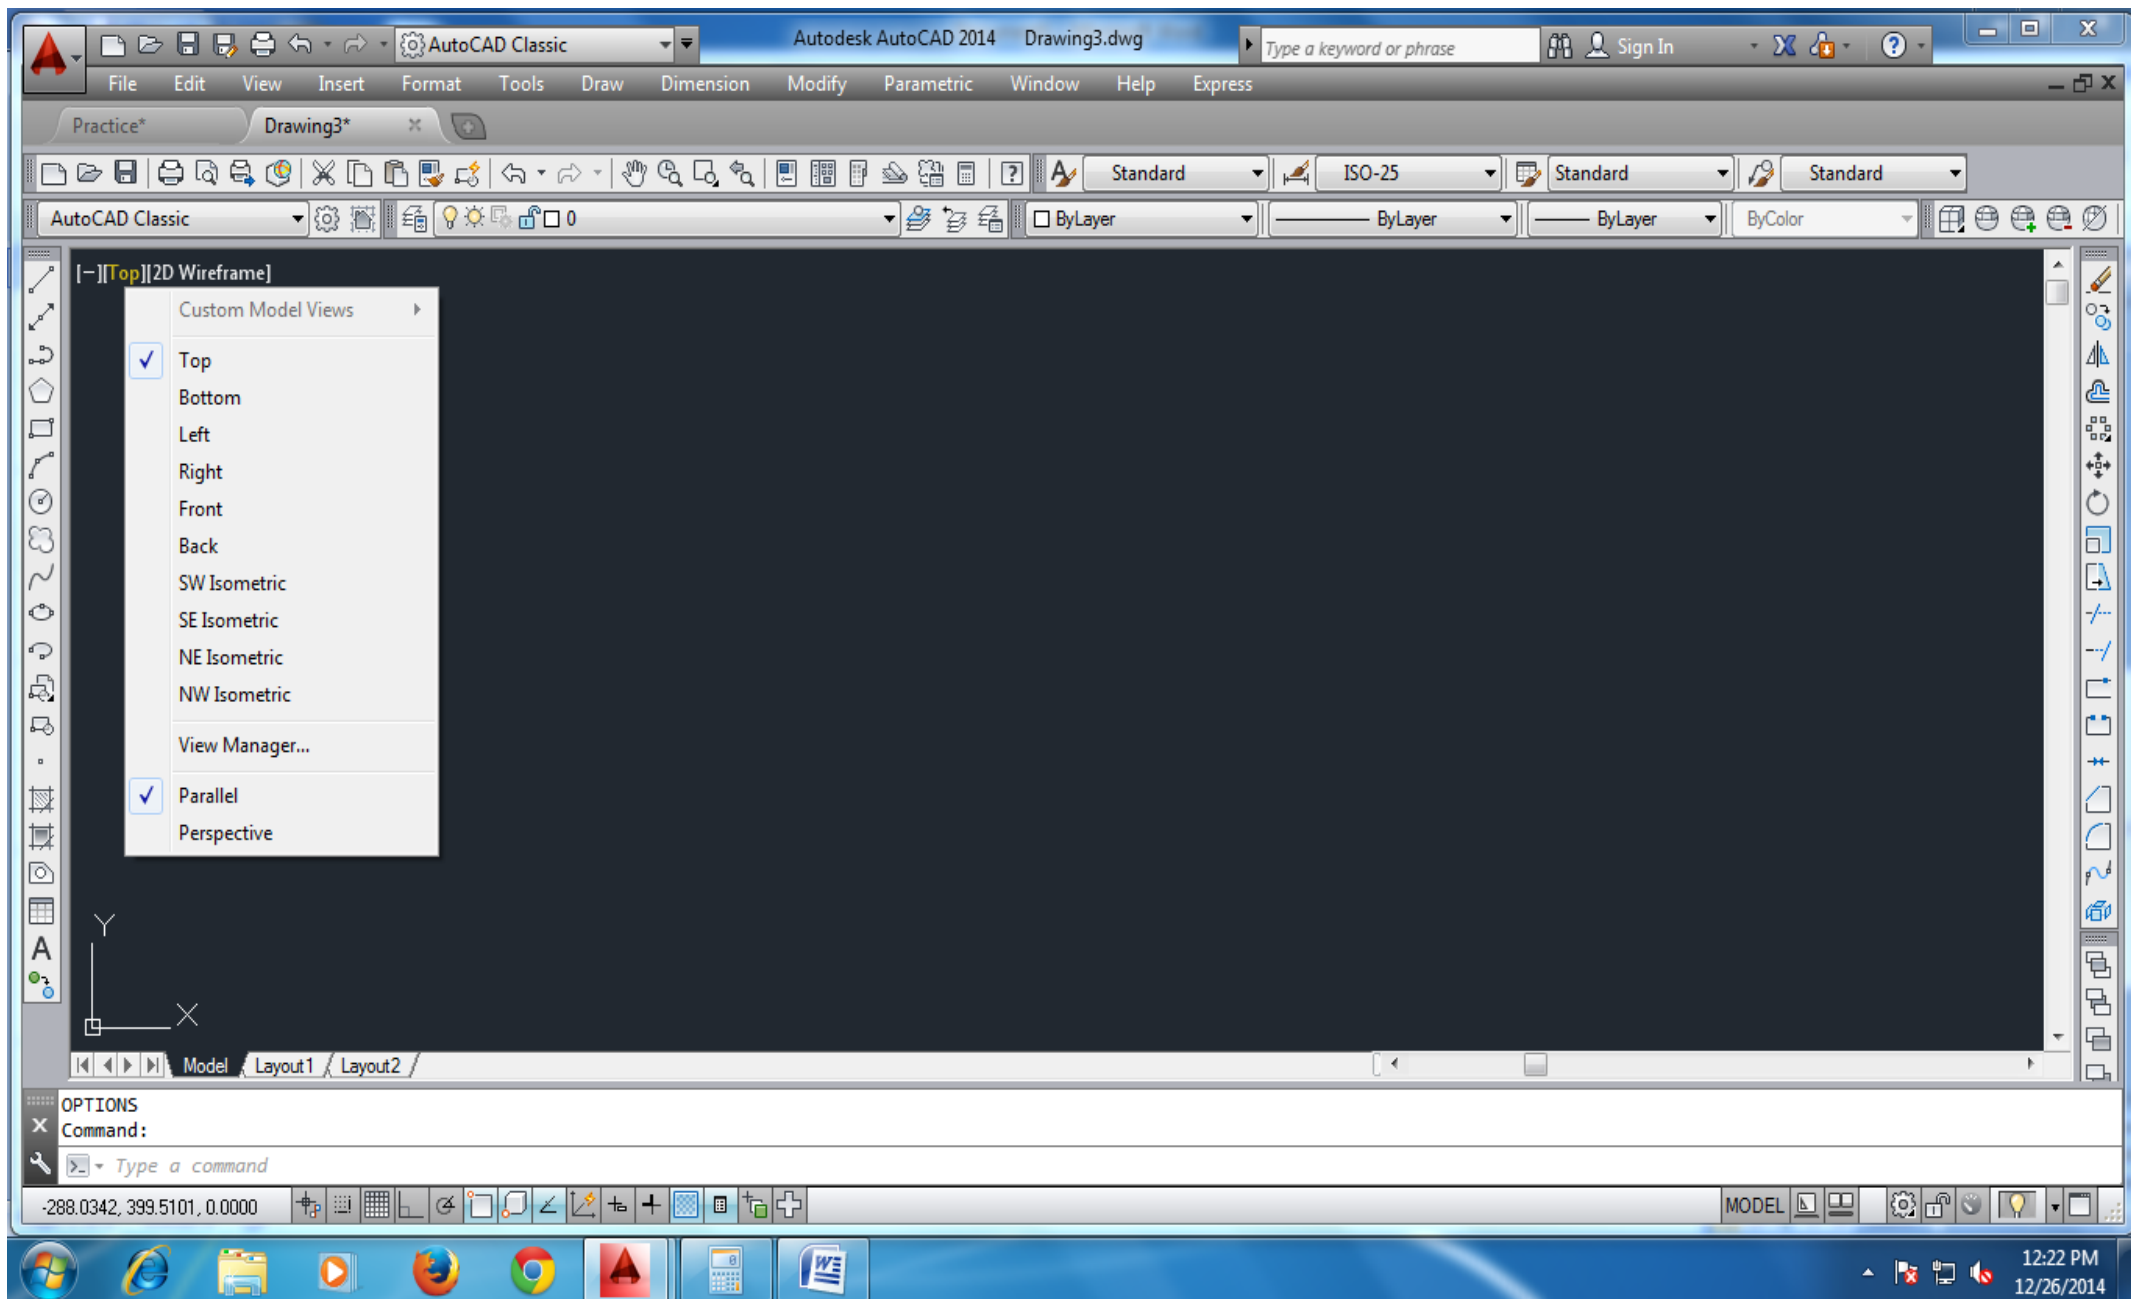 AutoCAD Classic
Autodesk AutoCAD 2014 Drawing3.dwg
Type a keyword or phrase
Sign In
File Edit View Insert Format Tools Draw Dimension Modify Parametric Window Help Express
Practice* Drawing3*
Standard ISO-25 Standard Standard
AutoCAD Classic 0 ByLayer ByLayer ByLayer ByColor
[−][Top][2D Wireframe]
Custom Model Views
Top
Bottom
Left
Right
Front
Back
SW Isometric
SE Isometric
NE Isometric
NW Isometric
View Manager...
Parallel
Perspective
Y
X
A
Model Layout1 Layout2
OPTIONS
Command:
Type a command
-288.0342, 399.5101, 0.0000
MODEL
12:22 PM
12/26/2014